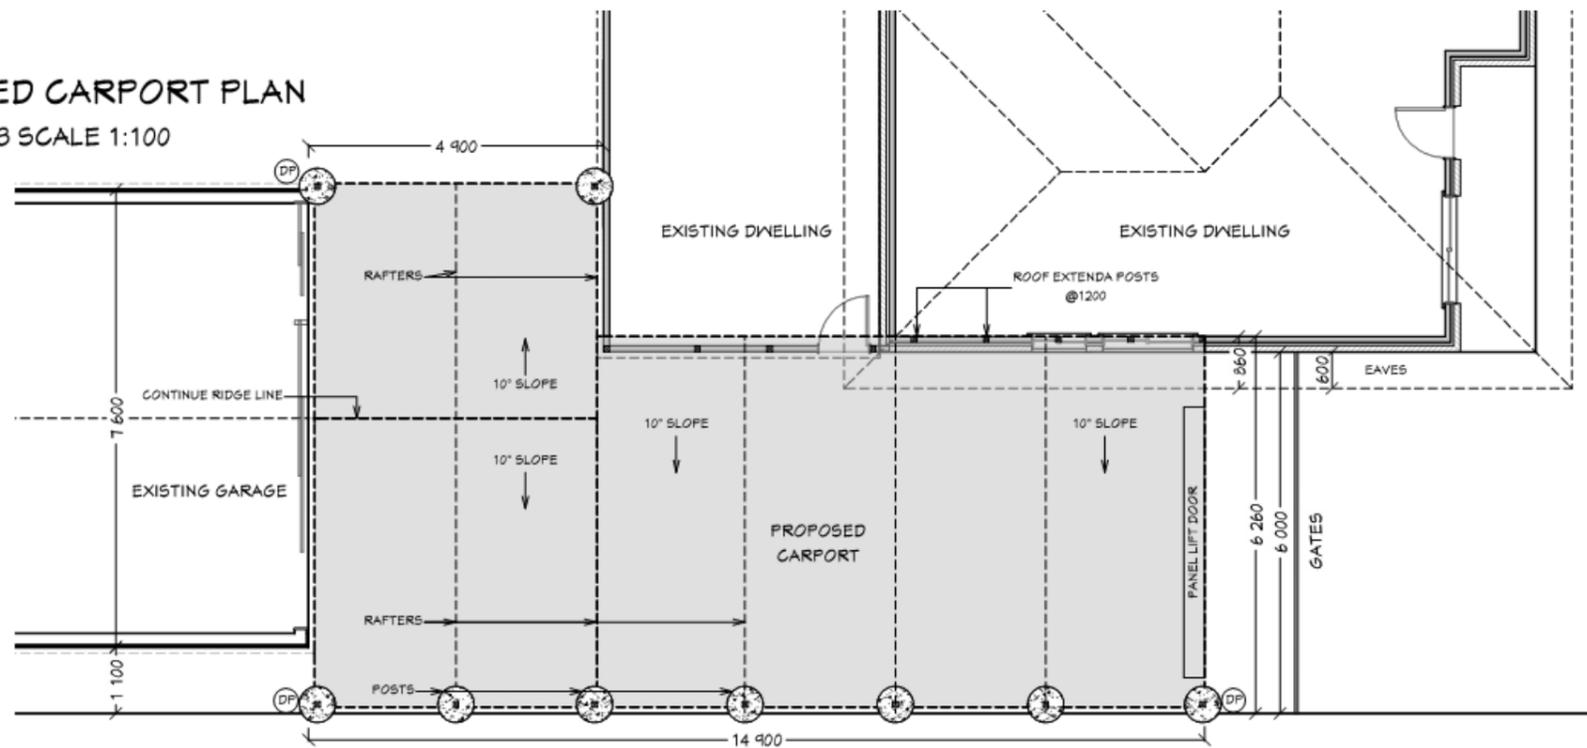 ED CARPORT PLAN
3 SCALE 1:100
4 900
DP
EXISTING DWELLING
EXISTING DWELLING
RAFTERS
ROOF EXTENDA POSTS
@1200
10° SLOPE
CONTINUE RIDGE LINE
7 600
860
600
EAVES
10° SLOPE
10° SLOPE
10° SLOPE
EXISTING GARAGE
PROPOSED
CARPORT
PANEL LIFT DOOR
6 260
6 000
GATES
RAFTERS
1 100
POSTS
DP
DP
14 900